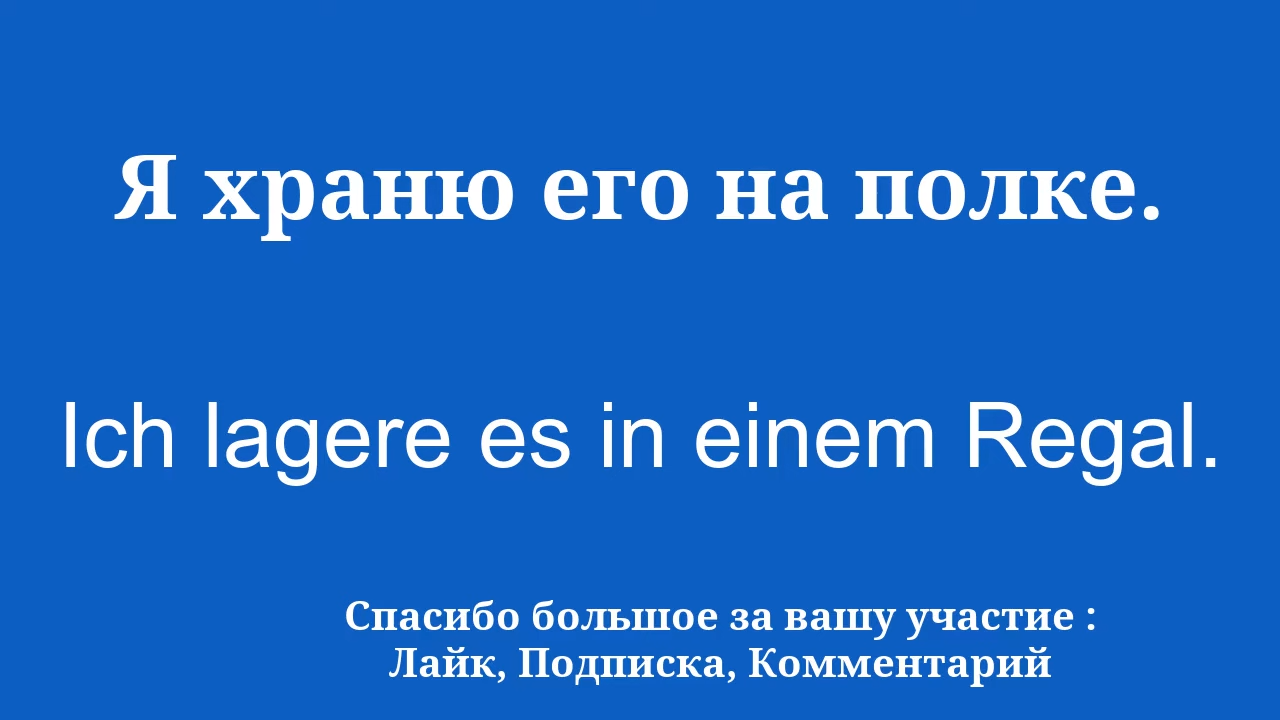 Я храню его на полке.
Ich lagere es in einem Regal.
Спасибо большое за вашу участие :
Лайк, Подписка, Комментарий